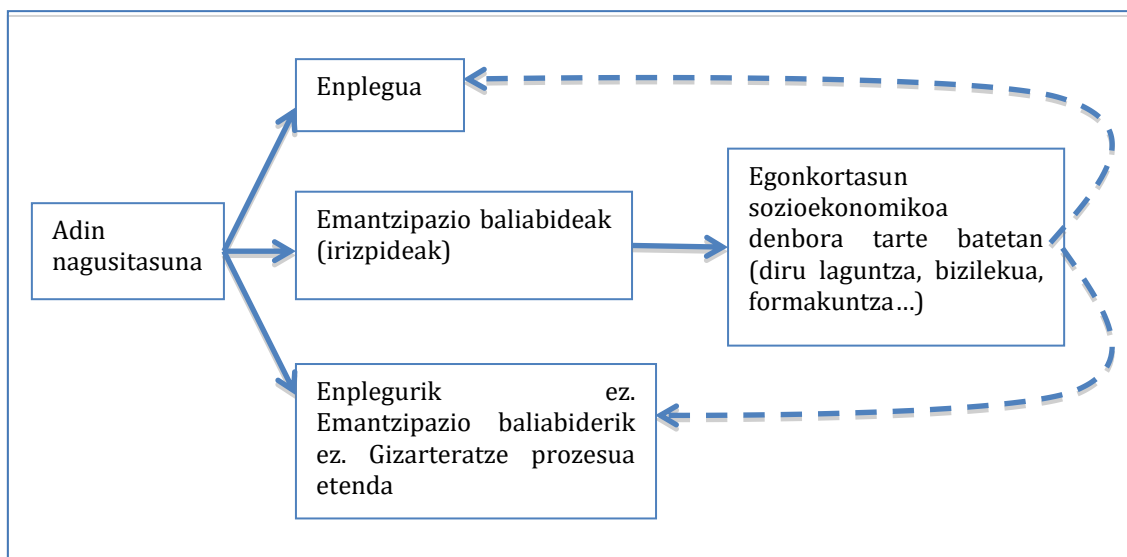 Enplegua
Adin
nagusitasuna
Emantzipazio baliabideak
(irizpideak)
Egonkortasun
sozioekonomikoa
denbora tarte batetan
(diru laguntza, bizilekua,
formakuntza…)
Enplegurik ez.
Emantzipazio baliabiderik
ez. Gizarteratze prozesua
etenda